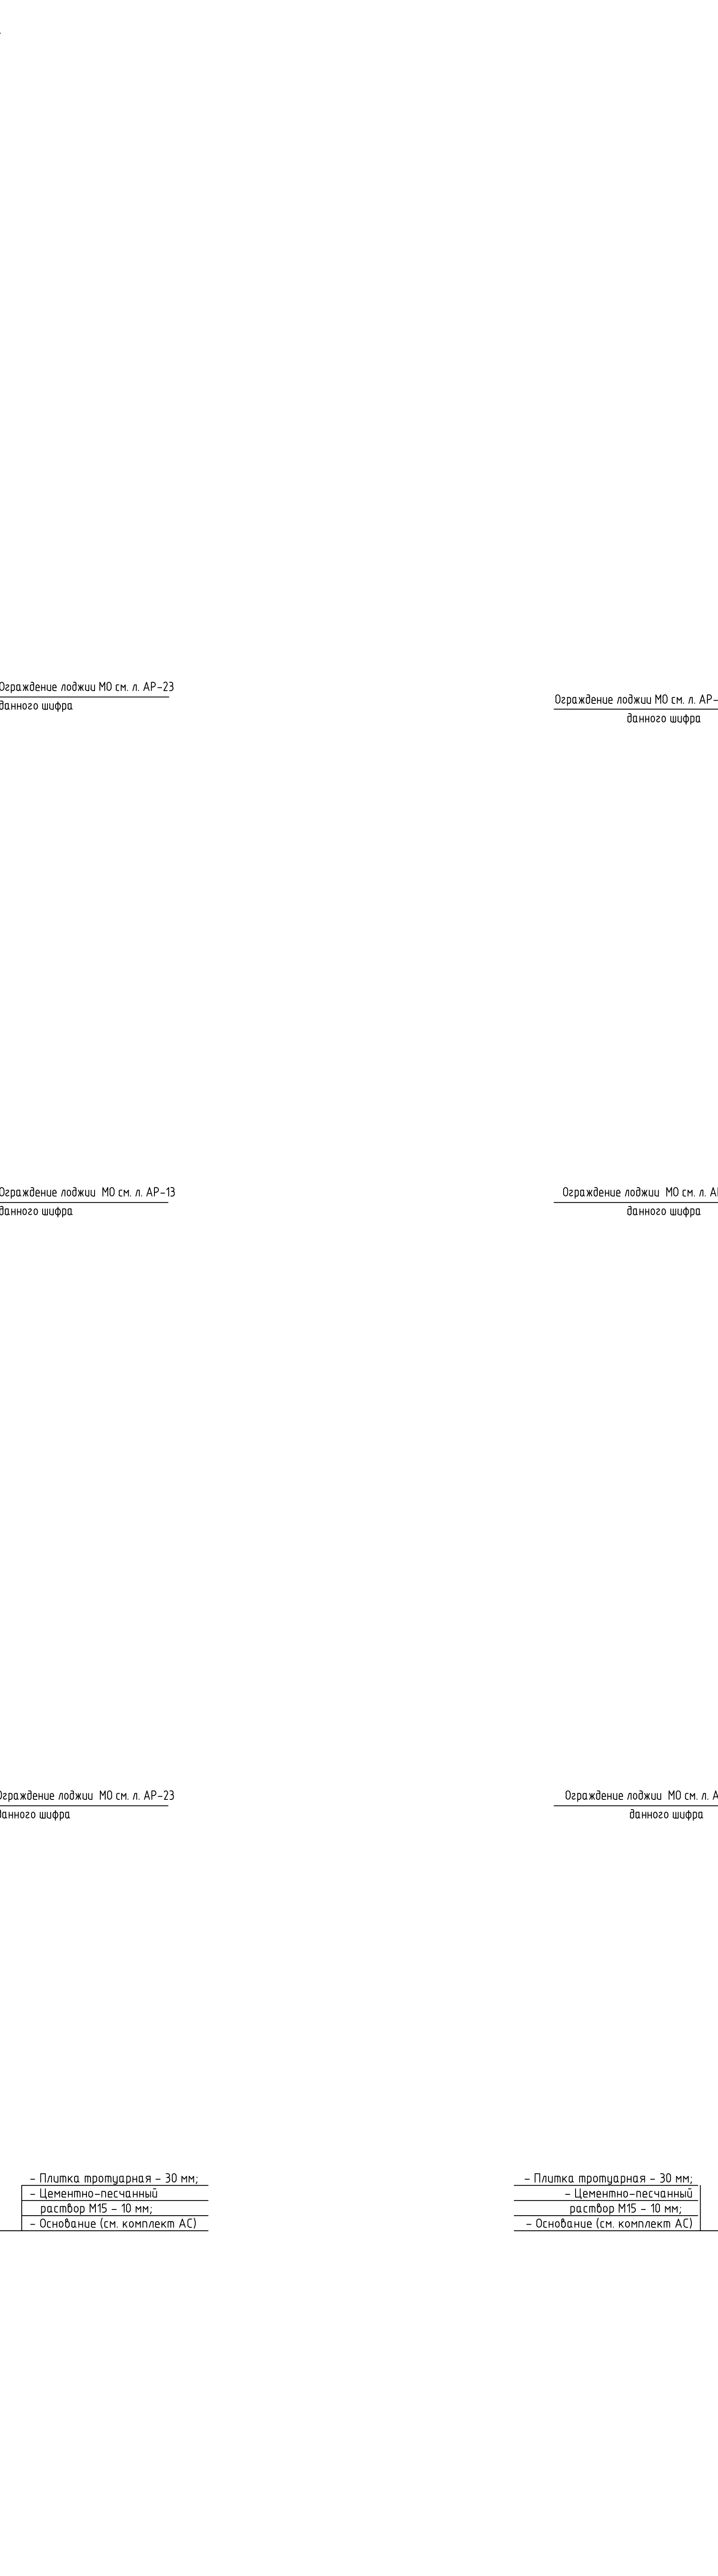 Ограждение лоджии МО см. л. АР-23
данного шифра
Ограждение лоджии МО см. л. АР-
данного шифра
Ограждение лоджии МО см. л. АР-13
данного шифра
Ограждение лоджии МО см. л.
данного шифра
Ограждение лоджии МО см. л. АР-23
данного шифра
Ограждение лоджии МО см. л.
данного шифра
- Плитка тротуарная - 30 мм;
- Цементно-песчанный
раствор М15 - 10 мм;
- Основание (см. комплект АС)
- Плитка тротуарная - 30 мм;
- Цементно-песчанный
раствор М15 - 10 мм;
- Основание (см. комплект АС)